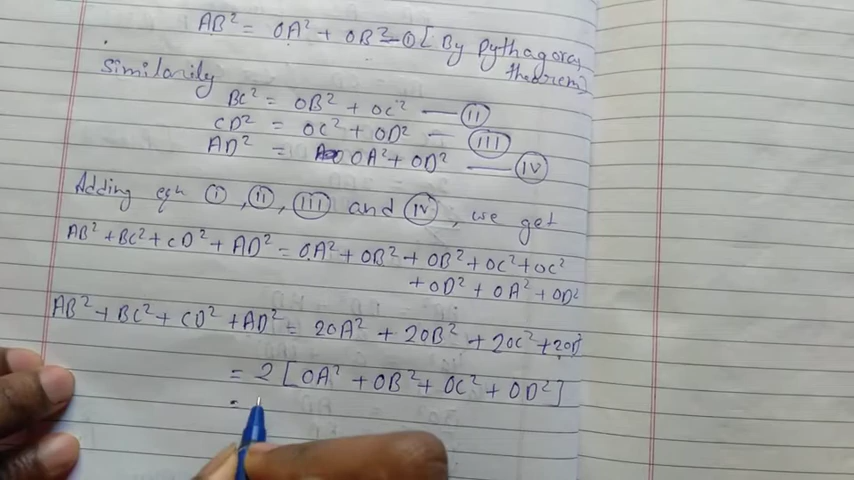 AB² = OA² + OB² — ① [By Pythagoras
theorem]
Similarily
BC² = OB² + OC² — Ⅱ
CD² = OC² + OD² — Ⅲ
AD² = OA² + OD² — Ⅳ
Adding eqn Ⅰ, Ⅱ, Ⅲ and Ⅳ, we get
AB² + BC² + CD² + AD² = OA² + OB² + OB² + OC² + OC²
+ OD² + OA² + OD²
AB² + BC² + CD² + AD² = 2OA² + 2OB² + 2OC² + 2OD²
= 2 [OA² + OB² + OC² + OD²]
=